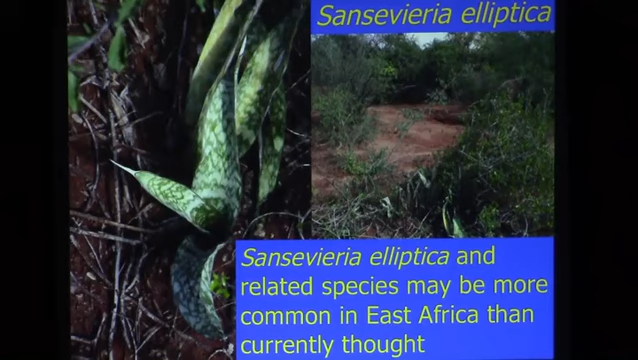 Sansevieria elliptica
Sansevieria elliptica and
related species may be more
common in East Africa than
currently thought